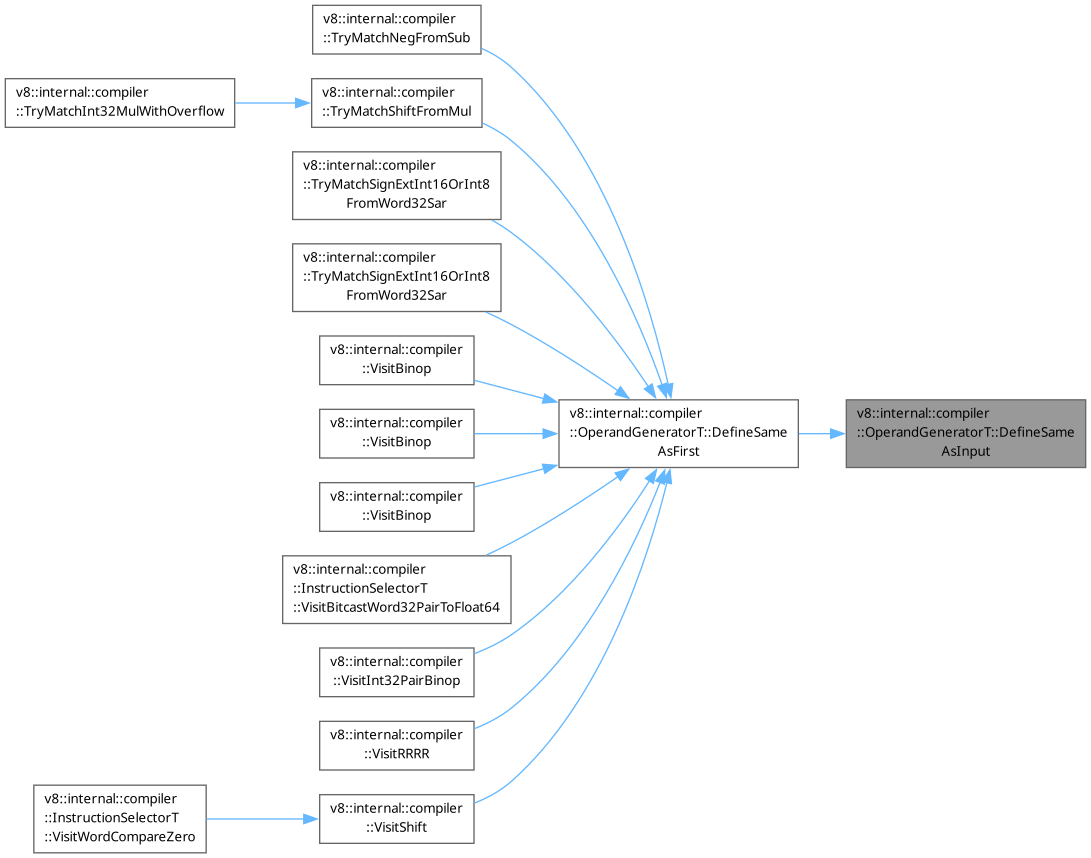 v8::internal::compiler
::TryMatchNegFromSub
v8::internal::compiler
::TryMatchInt32MulWithOverflow
v8::internal::compiler
::TryMatchShiftFromMul
v8::internal::compiler
::TryMatchSignExtInt16OrInt8
FromWord32Sar
v8::internal::compiler
::TryMatchSignExtInt16OrInt8
FromWord32Sar
v8::internal::compiler
::VisitBinop
v8::internal::compiler
::VisitBinop
v8::internal::compiler
::VisitBinop
v8::internal::compiler
::OperandGeneratorT::DefineSame
AsFirst
v8::internal::compiler
::OperandGeneratorT::DefineSame
AsInput
v8::internal::compiler
::InstructionSelectorT
::VisitBitcastWord32PairToFloat64
v8::internal::compiler
::VisitInt32PairBinop
v8::internal::compiler
::VisitRRRR
v8::internal::compiler
::InstructionSelectorT
::VisitWordCompareZero
v8::internal::compiler
::VisitShift